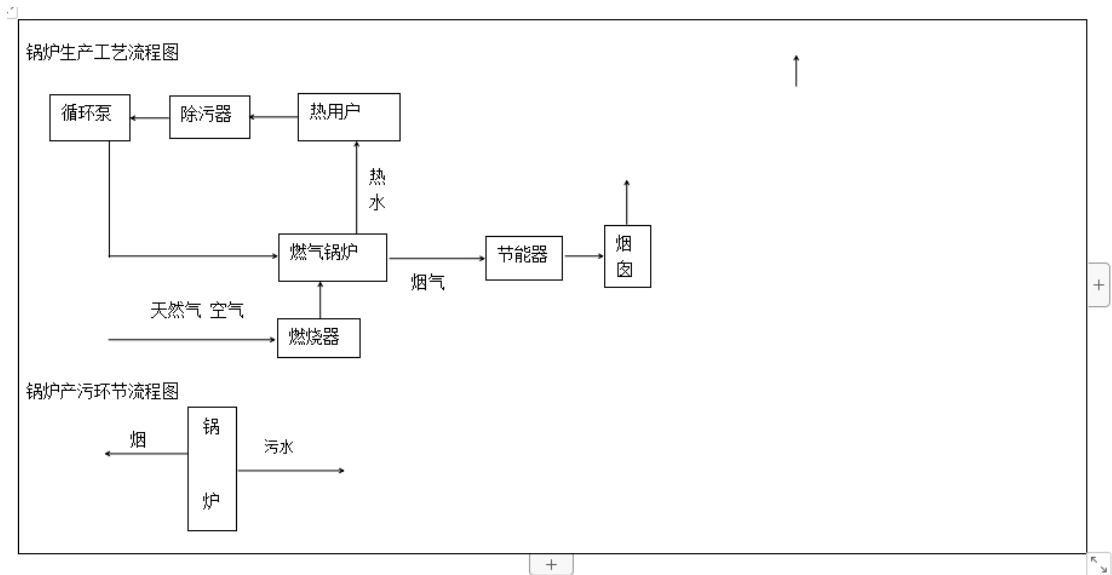 锅炉生产工艺流程图
循环泵
除污器
热用户
热
水
燃气锅炉
烟气
节能器
烟
囱
天然气 空气
燃烧器
锅炉产污环节流程图
烟
锅
炉
污水